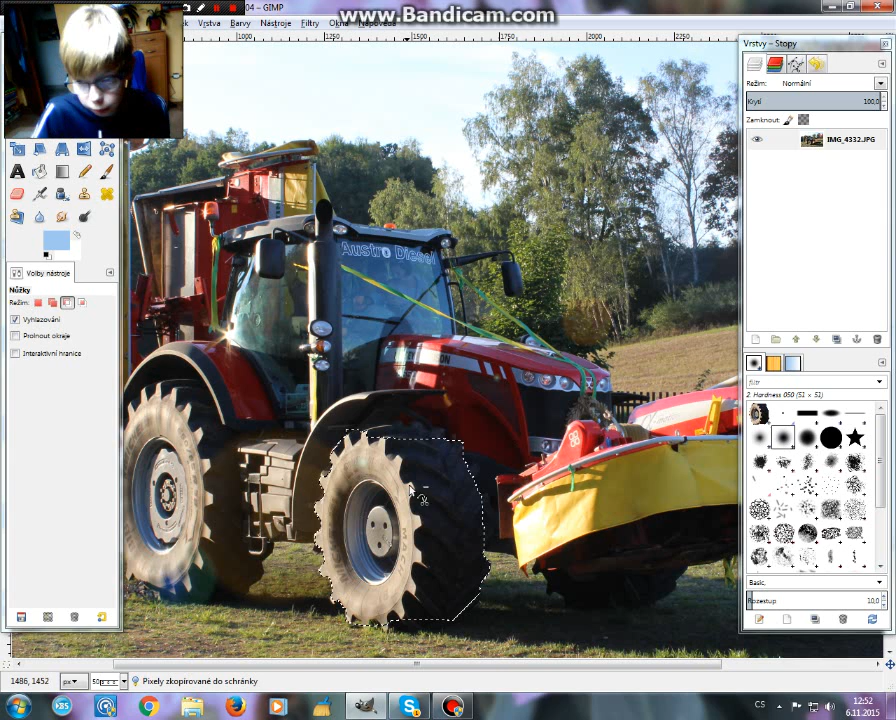 www.Bandicam.com
04 – GIMP
Vrstva Barvy Nástroje Filtry Okna Nápověda
1000 1250 1500 1750 2000 2250
Vrstvy – Stopy
Režim: Normální
Krytí 100,0
Zamknout:
IMG_4332.JPG
Austro Diesel
Volby nástroje
Nůžky
Režim:
Vyhlazování
Prolnout okraje
Interaktivní hranice
filtr
2. Hardness 050 (51 × 51)
Basic,
Rozestup 10,0
1486, 1452 px 50 Pixely zkopírované do schránky
CS 12:52
6.11.2015